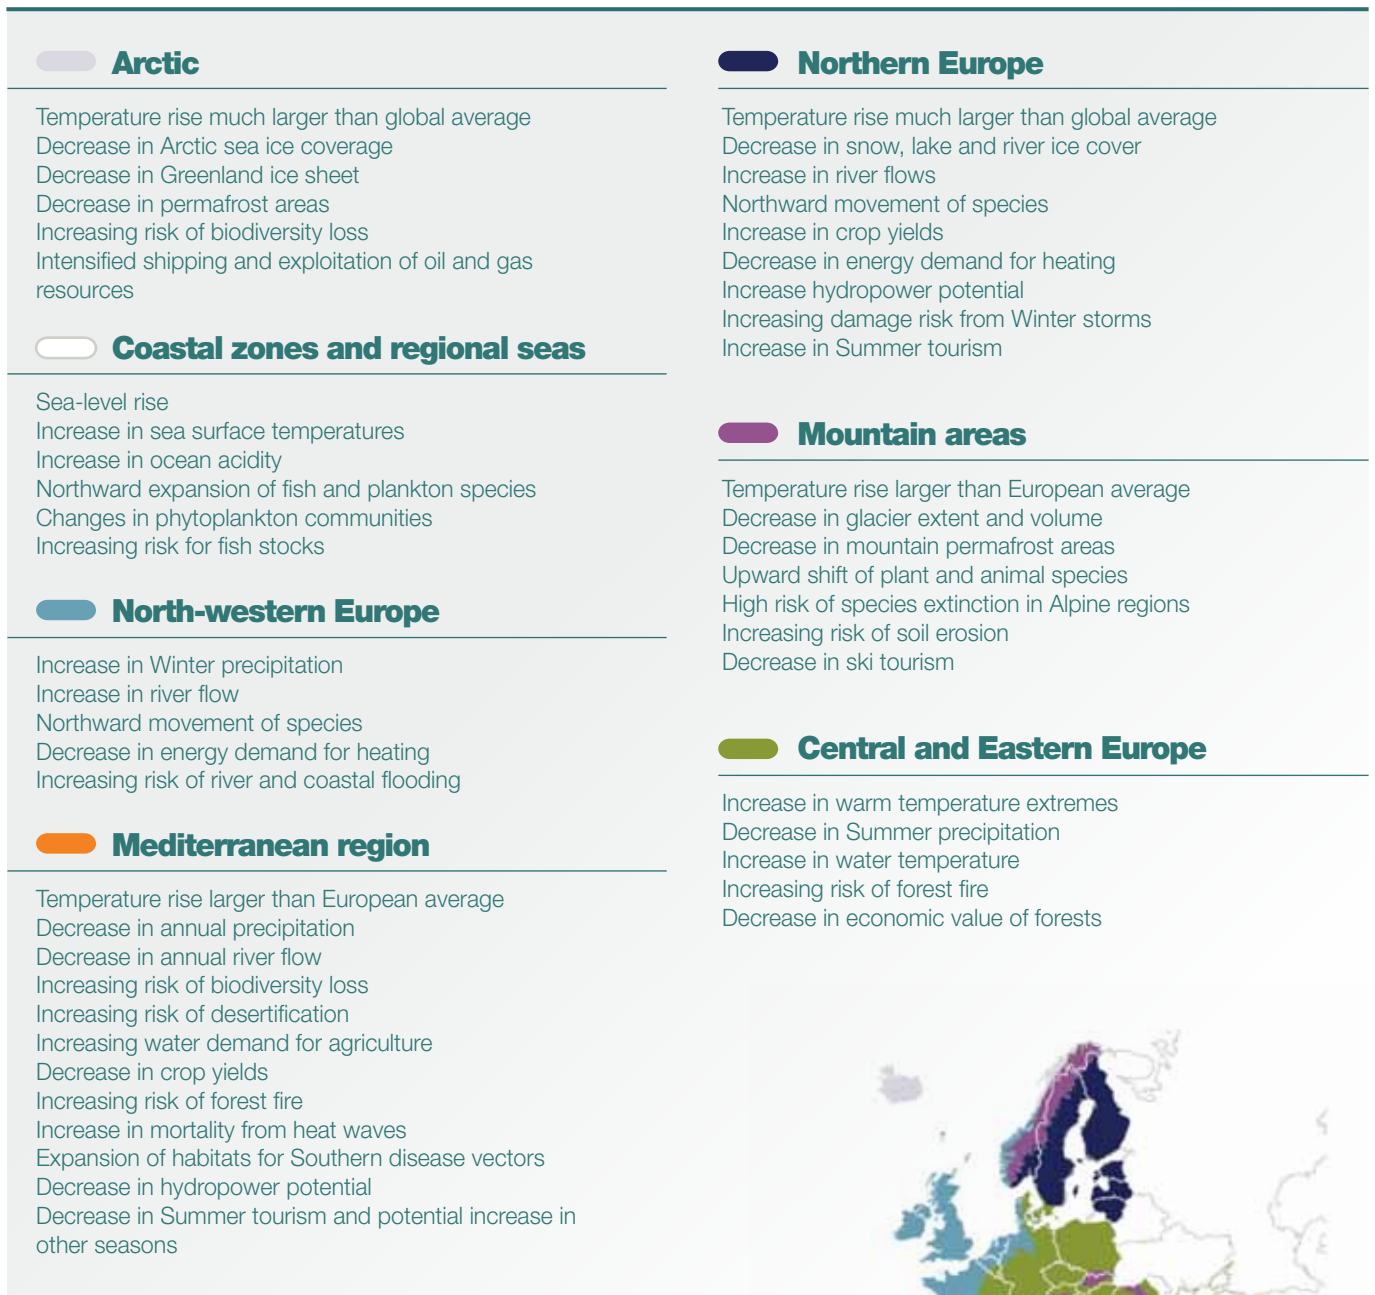 Arctic
Temperature rise much larger than global average
Decrease in Arctic sea ice coverage
Decrease in Greenland ice sheet
Decrease in permafrost areas
Increasing risk of biodiversity loss
Intensified shipping and exploitation of oil and gas
resources
Coastal zones and regional seas
Sea-level rise
Increase in sea surface temperatures
Increase in ocean acidity
Northward expansion of fish and plankton species
Changes in phytoplankton communities
Increasing risk for fish stocks
North-western Europe
Increase in Winter precipitation
Increase in river flow
Northward movement of species
Decrease in energy demand for heating
Increasing risk of river and coastal flooding
Mediterranean region
Temperature rise larger than European average
Decrease in annual precipitation
Decrease in annual river flow
Increasing risk of biodiversity loss
Increasing risk of desertification
Increasing water demand for agriculture
Decrease in crop yields
Increasing risk of forest fire
Increase in mortality from heat waves
Expansion of habitats for Southern disease vectors
Decrease in hydropower potential
Decrease in Summer tourism and potential increase in
other seasons
Northern Europe
Temperature rise much larger than global average
Decrease in snow, lake and river ice cover
Increase in river flows
Northward movement of species
Increase in crop yields
Decrease in energy demand for heating
Increase hydropower potential
Increasing damage risk from Winter storms
Increase in Summer tourism
Mountain areas
Temperature rise larger than European average
Decrease in glacier extent and volume
Decrease in mountain permafrost areas
Upward shift of plant and animal species
High risk of species extinction in Alpine regions
Increasing risk of soil erosion
Decrease in ski tourism
Central and Eastern Europe
Increase in warm temperature extremes
Decrease in Summer precipitation
Increase in water temperature
Increasing risk of forest fire
Decrease in economic value of forests